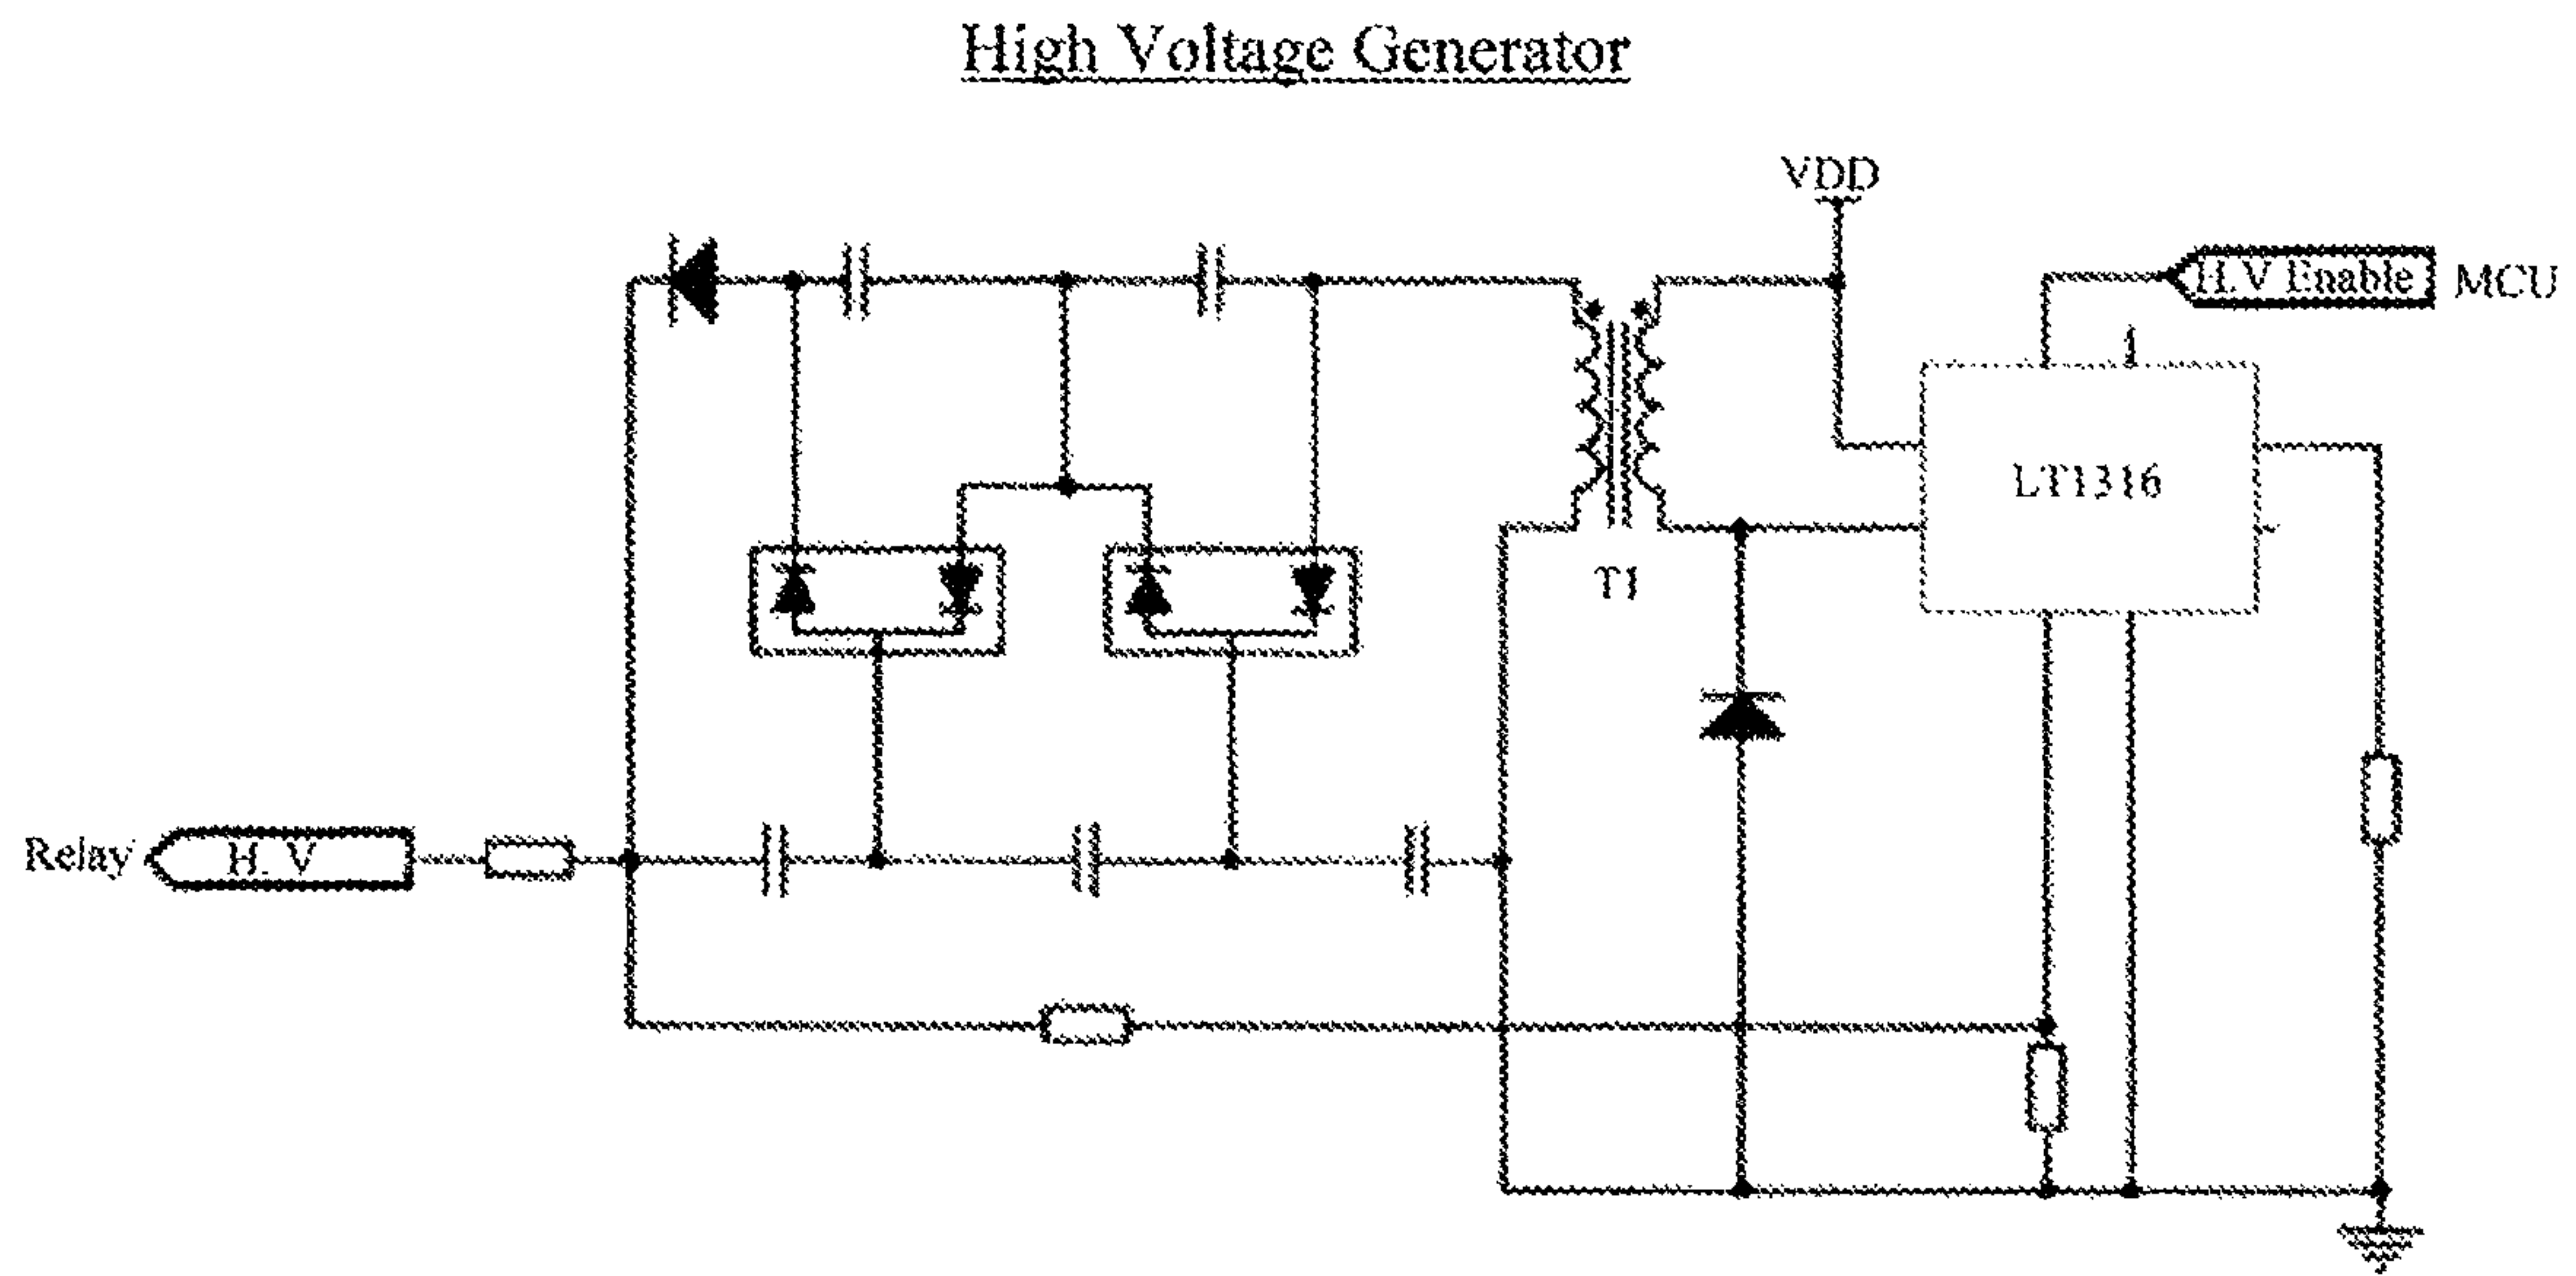 High Voltage Generator
VDD
H.V Enable MCU
LT1316
T1
Relay H. V